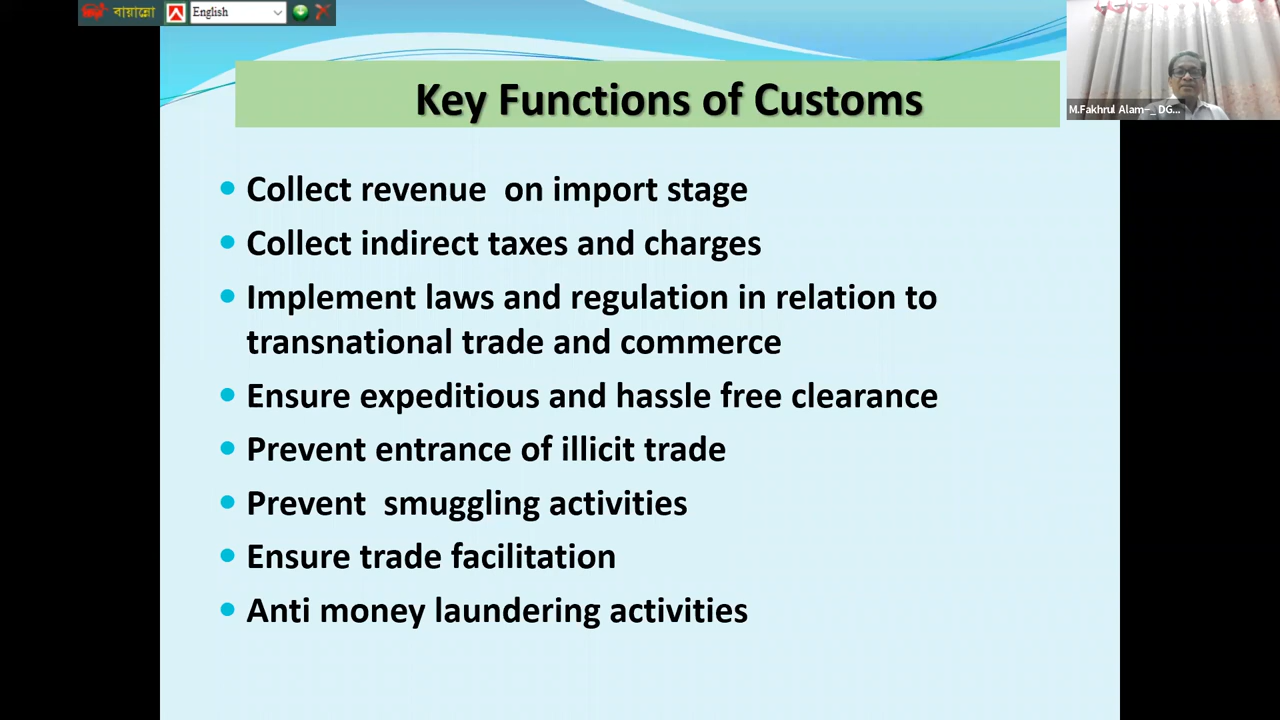 বায়ান্নো
English
Key Functions of Customs
M.Fakhrul Alam-_ DG...
Collect revenue on import stage
Collect indirect taxes and charges
Implement laws and regulation in relation to
transnational trade and commerce
Ensure expeditious and hassle free clearance
Prevent entrance of illicit trade
Prevent smuggling activities
Ensure trade facilitation
Anti money laundering activities